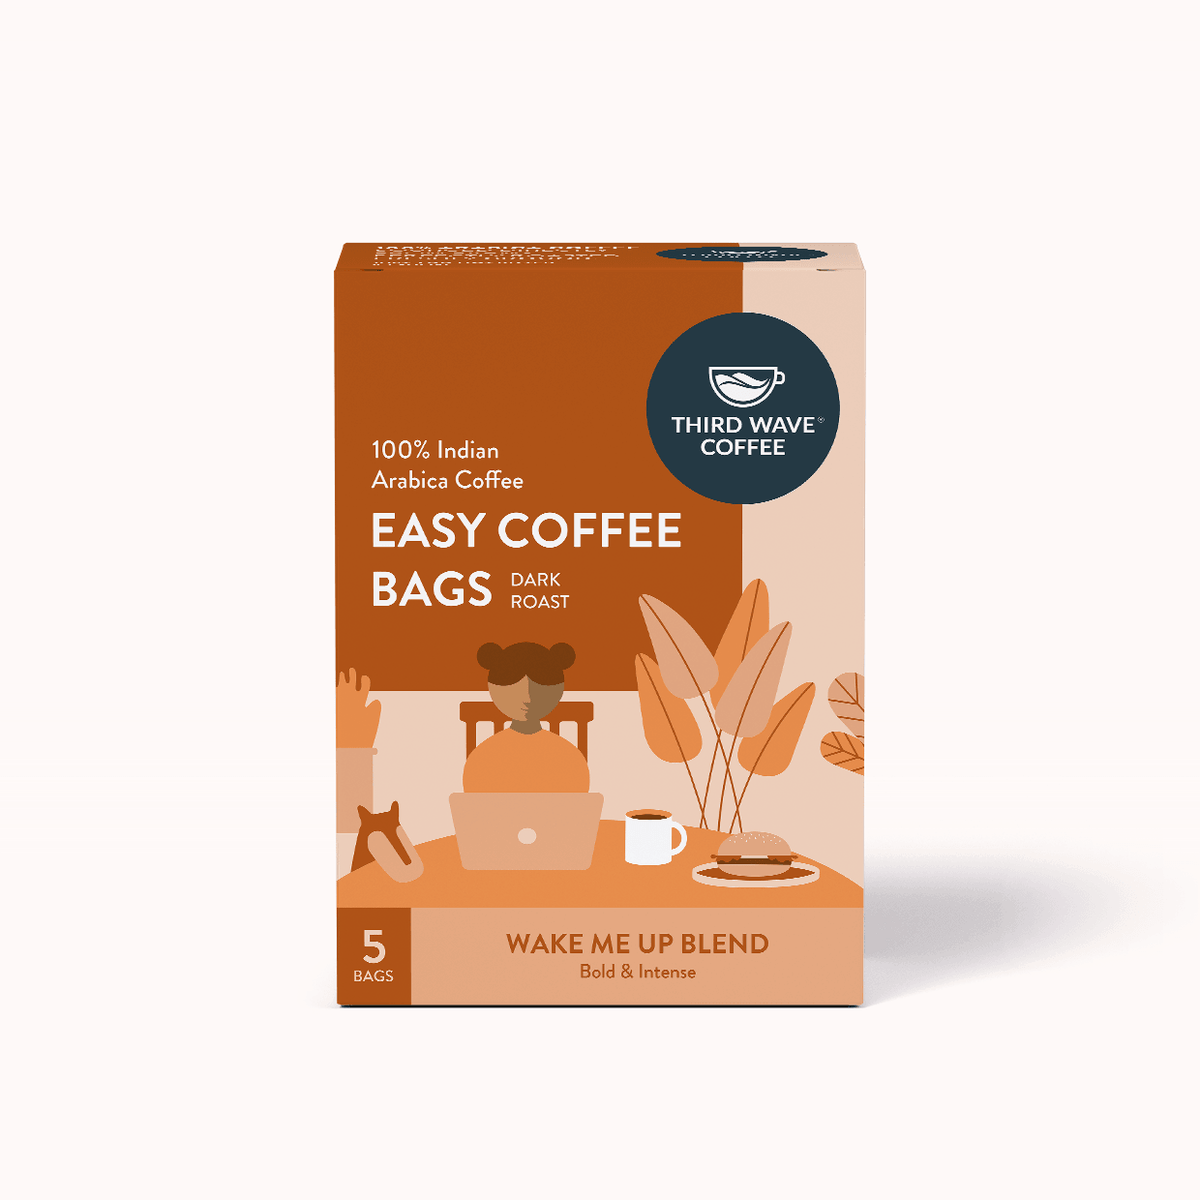 100% Indian
Arabica Coffee
EASY COFFEE
BAGS
DARK
ROAST
THIRD WAVE®
COFFEE
5
BAGS
WAKE ME UP BLEND
Bold & Intense